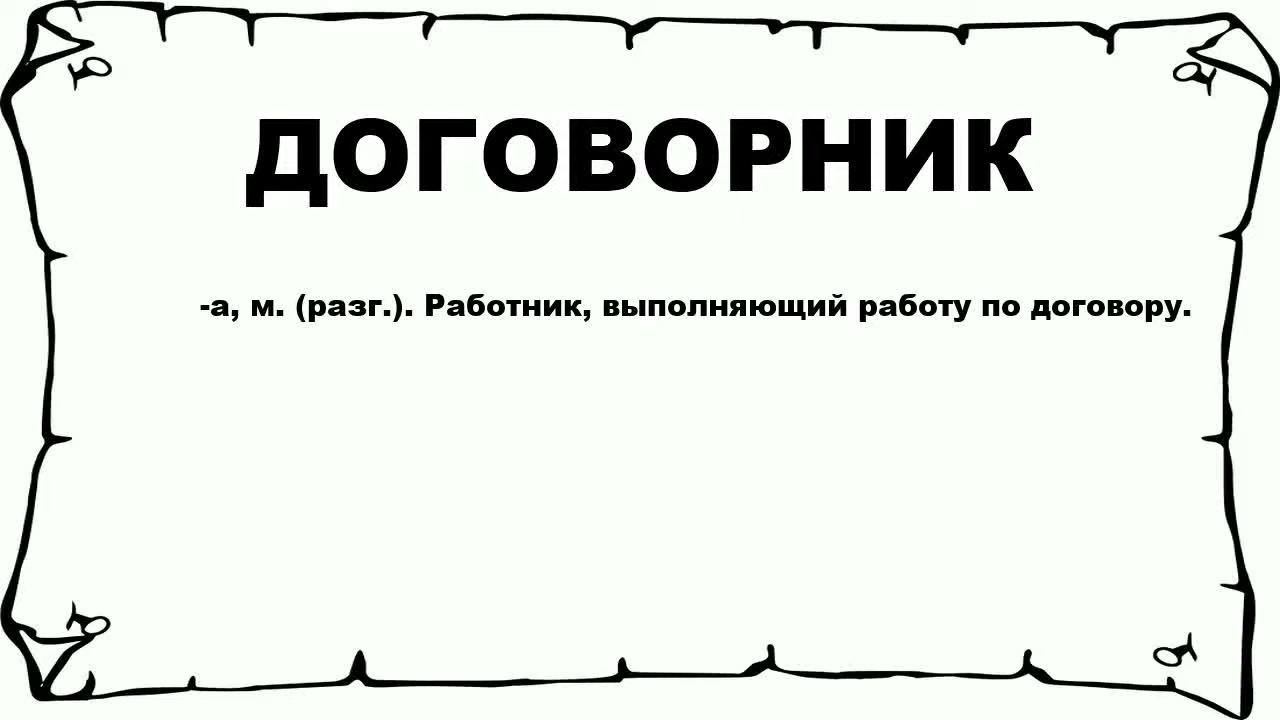 ДОГОВОРНИК
-а, м. (разг.). Работник, выполняющий работу по договору.